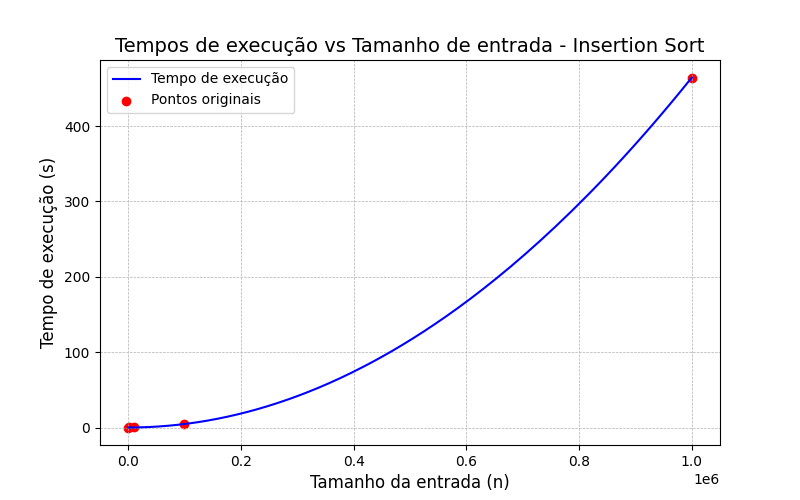 Tempos de execução vs Tamanho de entrada - Insertion Sort
Tempo de execução
Pontos originais
Tempo de execução (s)
400
300
200
100
0
0.0 0.2 0.4 0.6 0.8 1.0
1e6
Tamanho da entrada (n)